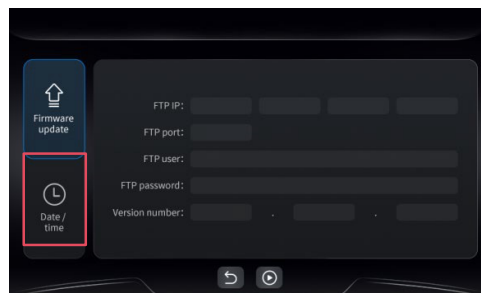 Firmware
update
Date /
time
FTP IP:
FTP port:
FTP user:
FTP password:
Version number: . .